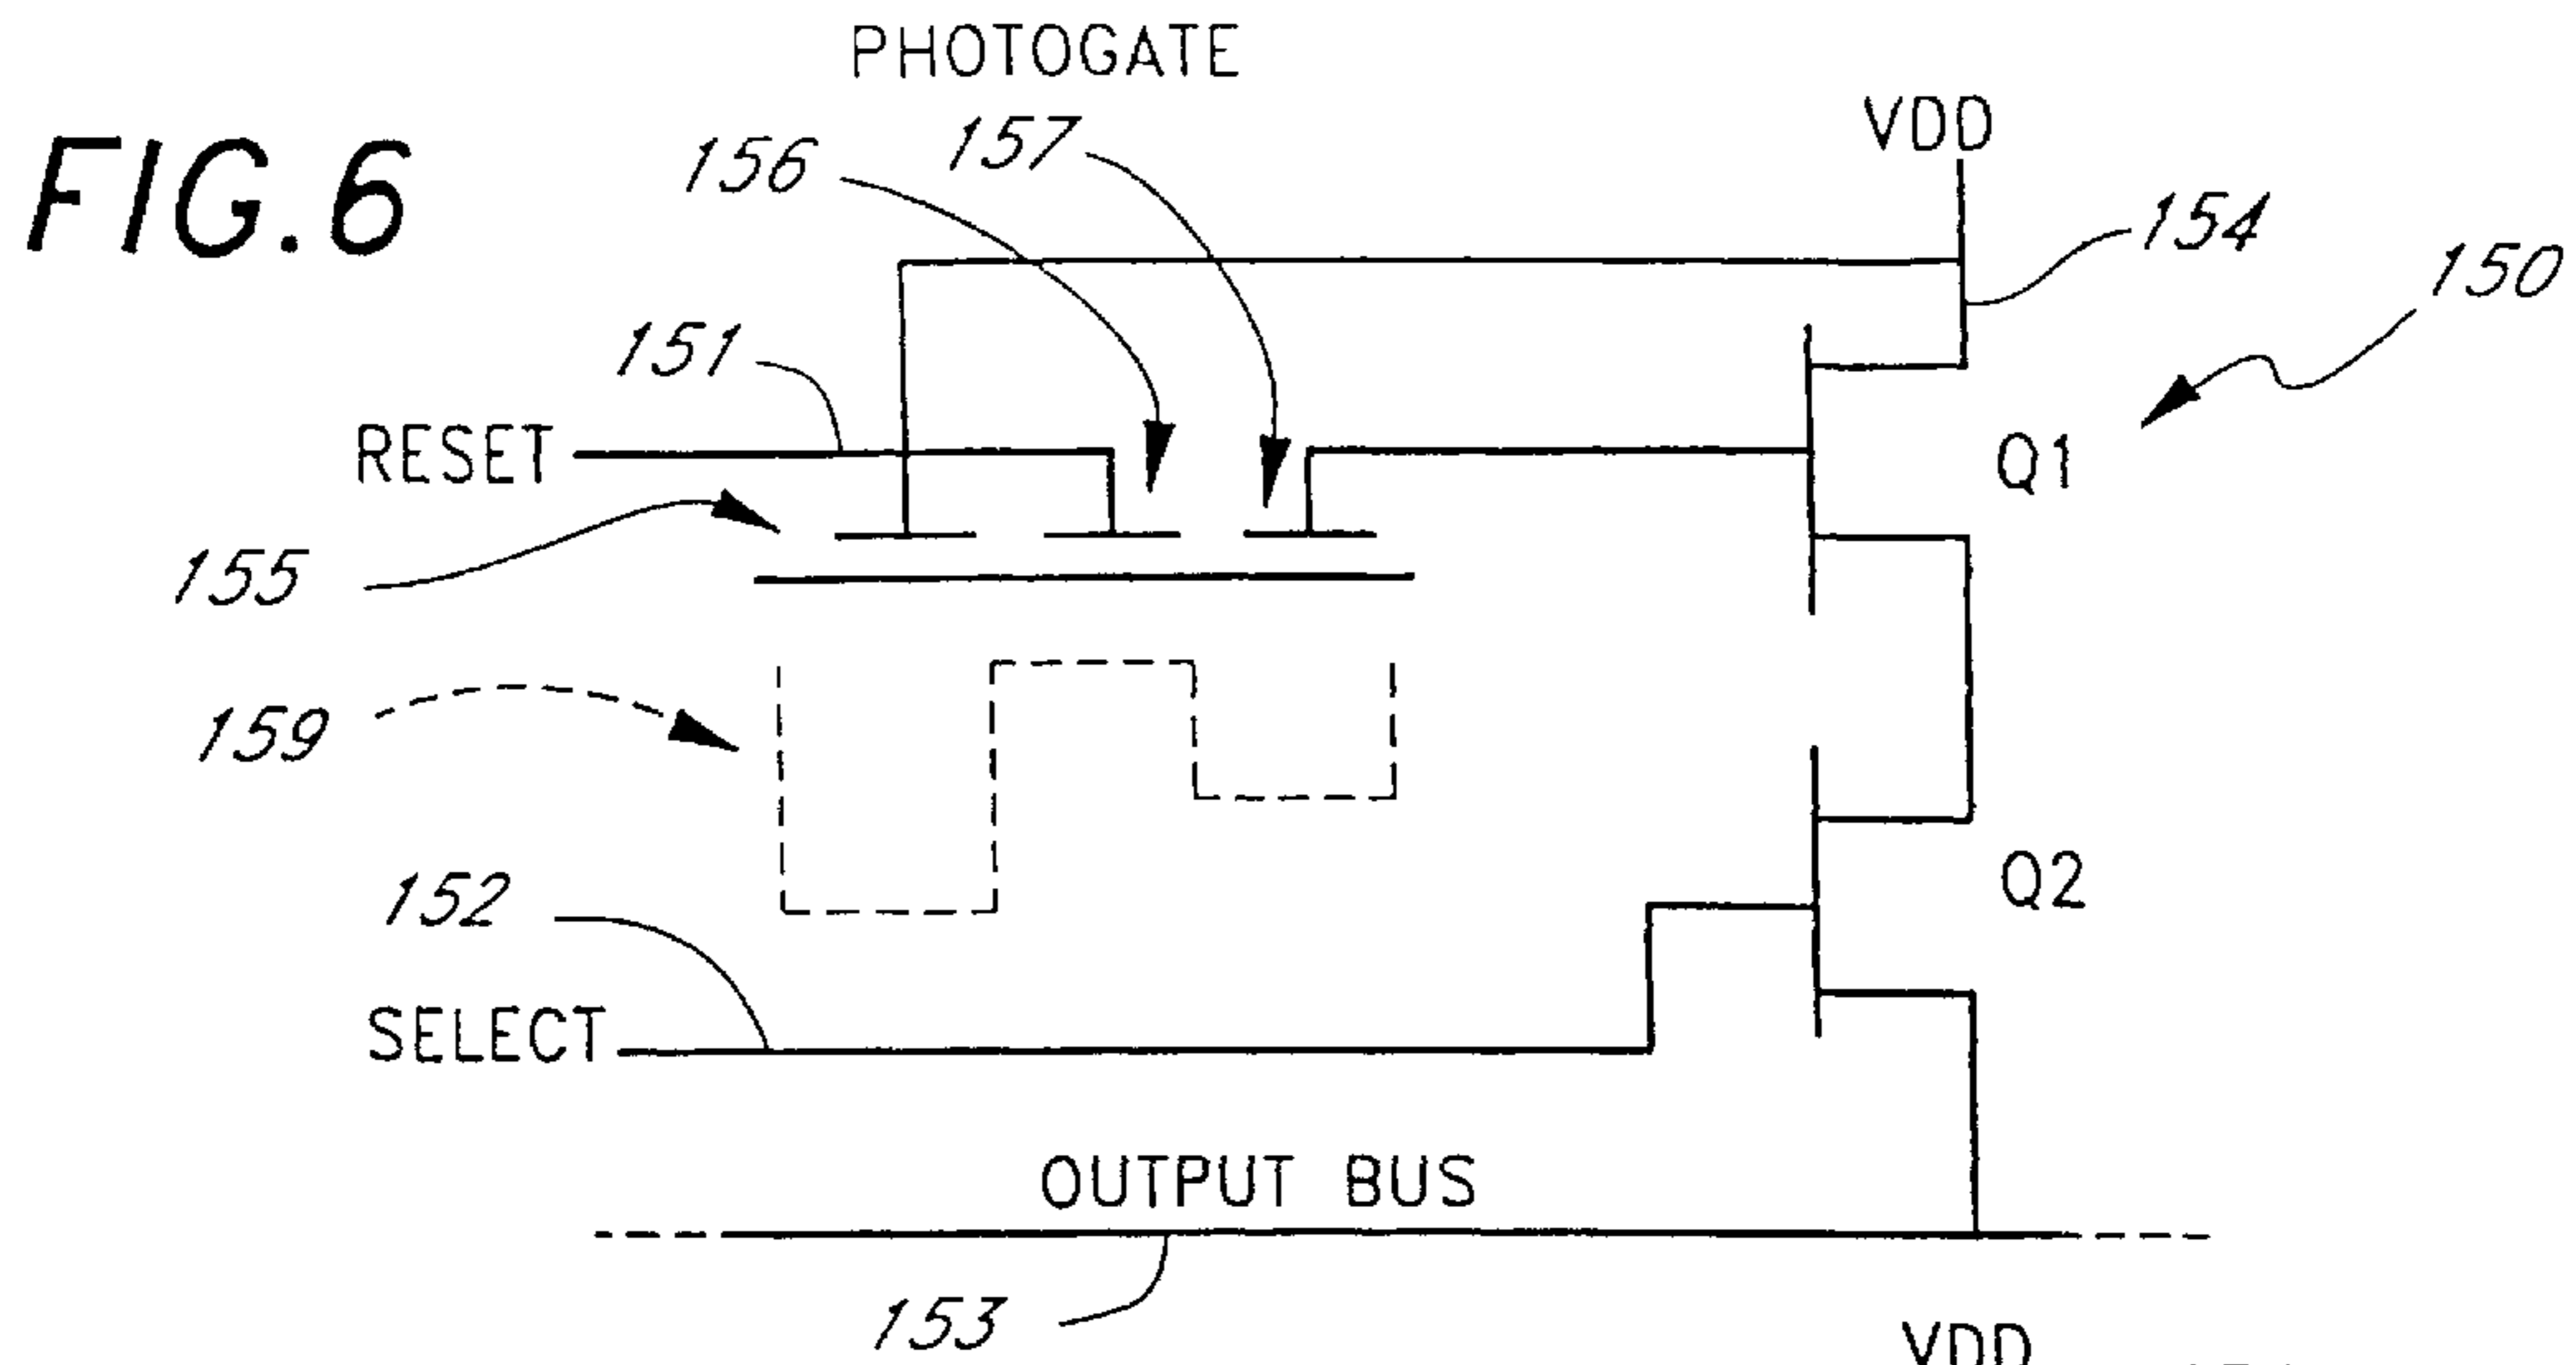 PHOTOGATE
FIG.6
156
157
VDD
154
150
151
RESET
Q1
155
159
152
Q2
SELECT
OUTPUT BUS
153
VDD